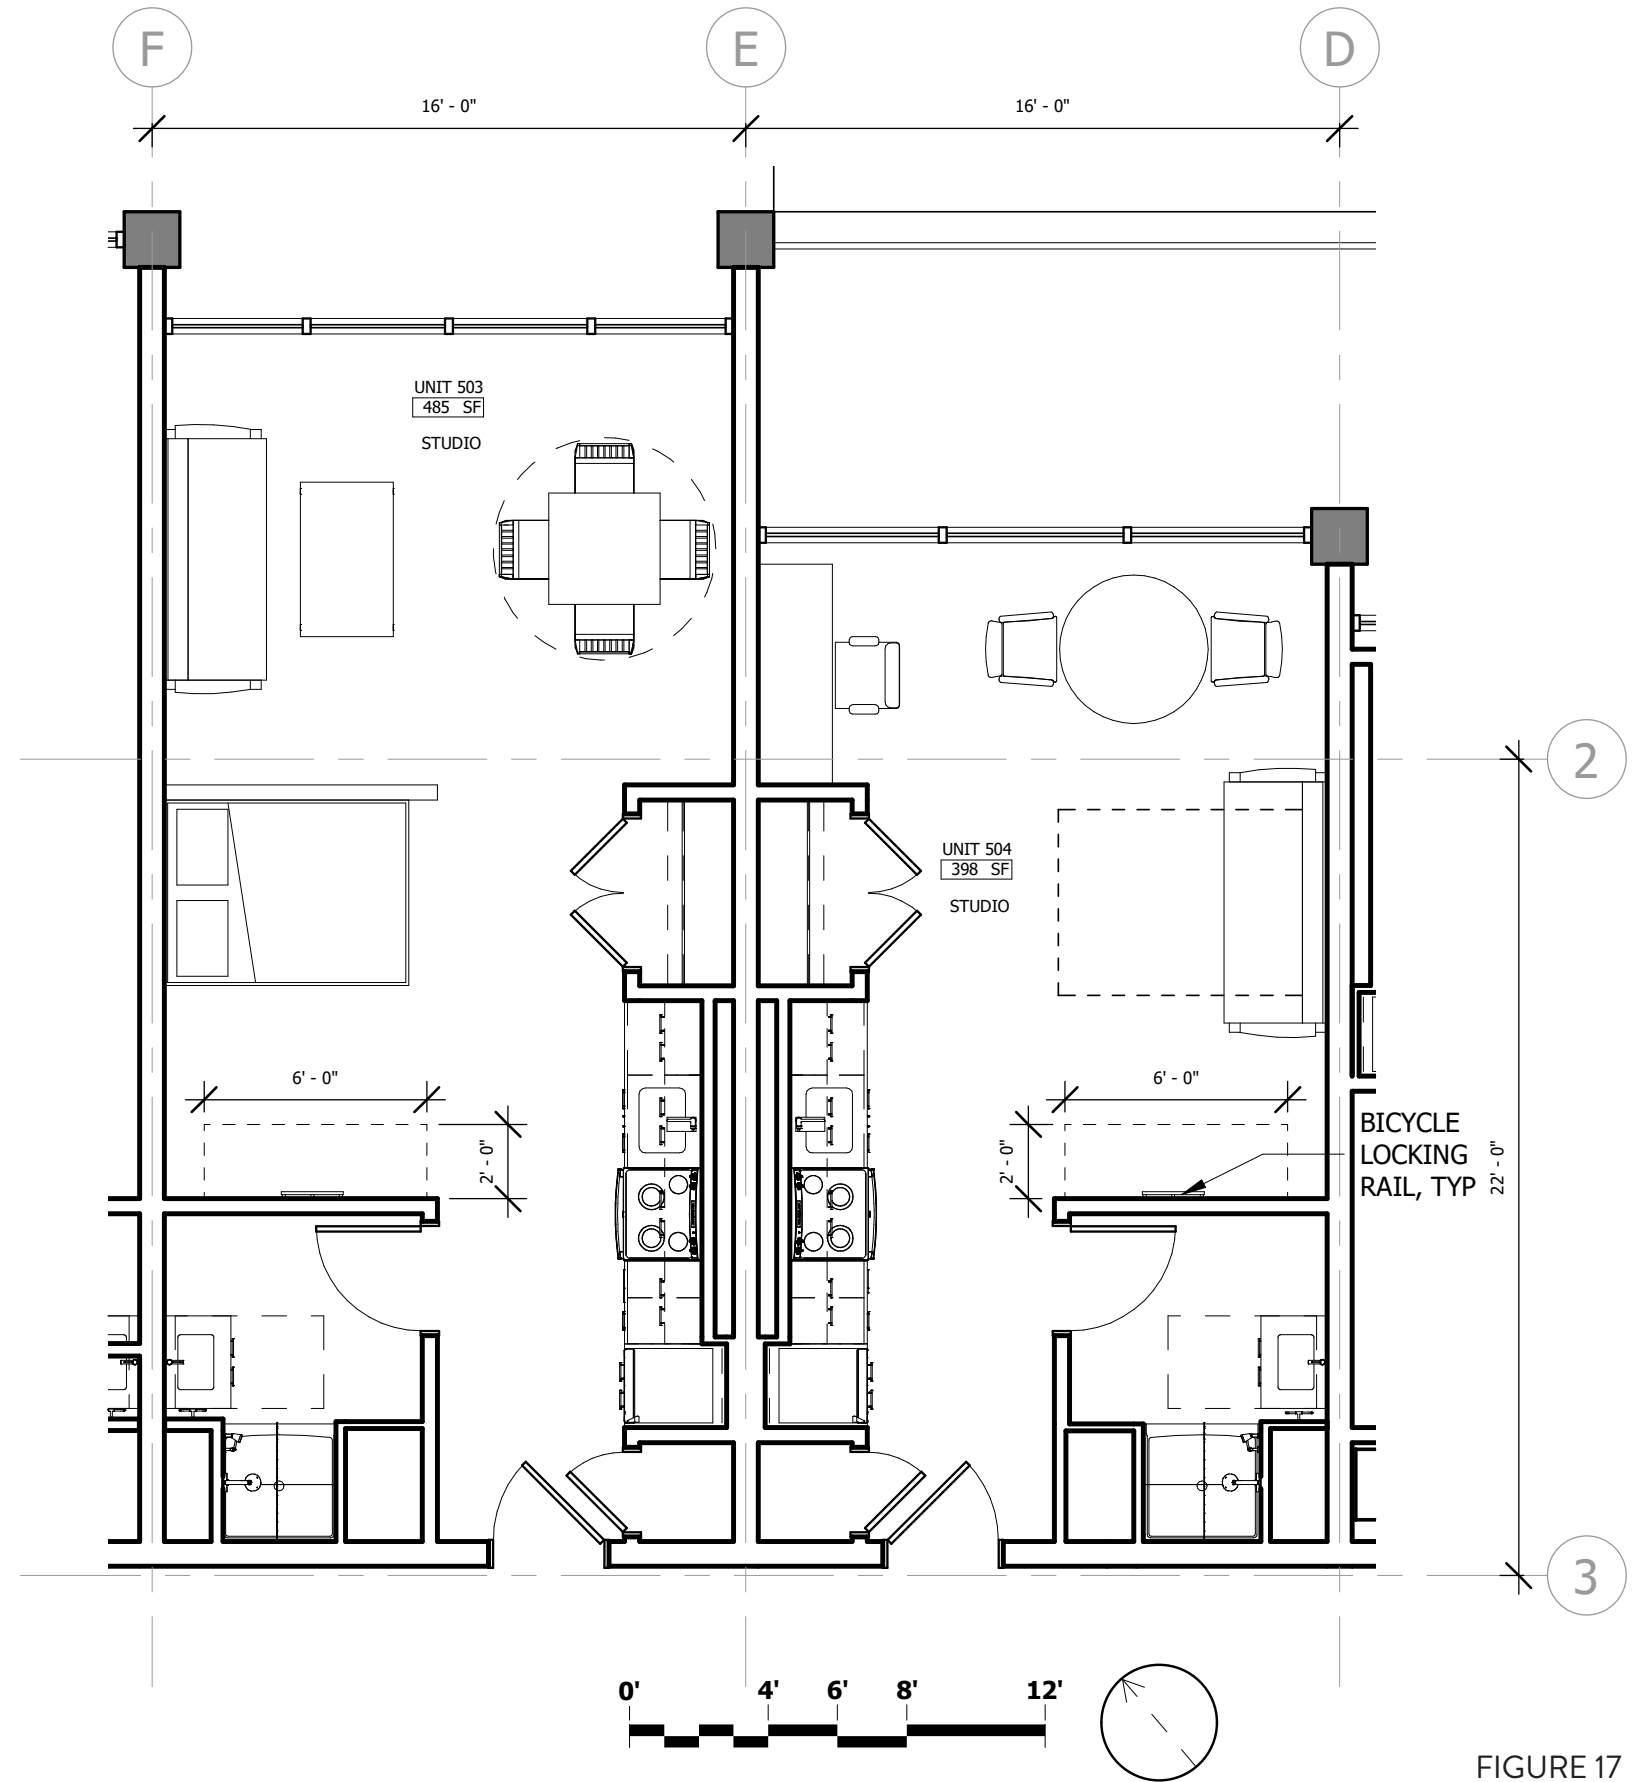 F E D
16' - 0" 16' - 0"
UNIT 503
485 SF
STUDIO
2
UNIT 504
398 SF
STUDIO
6' - 0" 6' - 0"
2' - 0" 2' - 0"
BICYCLE
LOCKING
RAIL, TYP
22' - 0"
3
0' 4' 6' 8' 12'
FIGURE 17